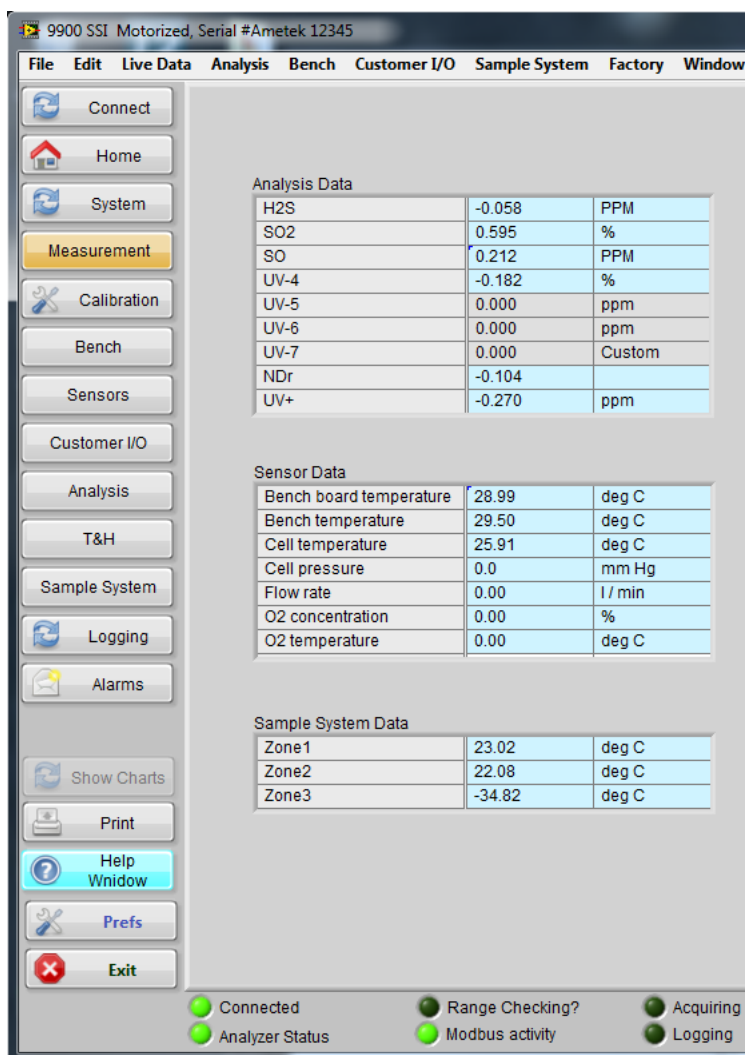 9900 SSI Motorized, Serial #Ametek 12345
File Edit Live Data Analysis Bench Customer I/O Sample System Factory Window
Connect
Home
System
Measurement
Calibration
Bench
Sensors
Customer I/O
Analysis
T&H
Sample System
Logging
Alarms
Show Charts
Print
Help
Wnidow
Prefs
Exit
Analysis Data
H2S -0.058 PPM
SO2 0.595 %
SO 0.212 PPM
UV-4 -0.182 %
UV-5 0.000 ppm
UV-6 0.000 ppm
UV-7 0.000 Custom
NDr -0.104
UV+ -0.270 ppm
Sensor Data
Bench board temperature 28.99 deg C
Bench temperature 29.50 deg C
Cell temperature 25.91 deg C
Cell pressure 0.0 mm Hg
Flow rate 0.00 l / min
O2 concentration 0.00 %
O2 temperature 0.00 deg C
Sample System Data
Zone1 23.02 deg C
Zone2 22.08 deg C
Zone3 -34.82 deg C
Connected Range Checking? Acquiring
Analyzer Status Modbus activity Logging